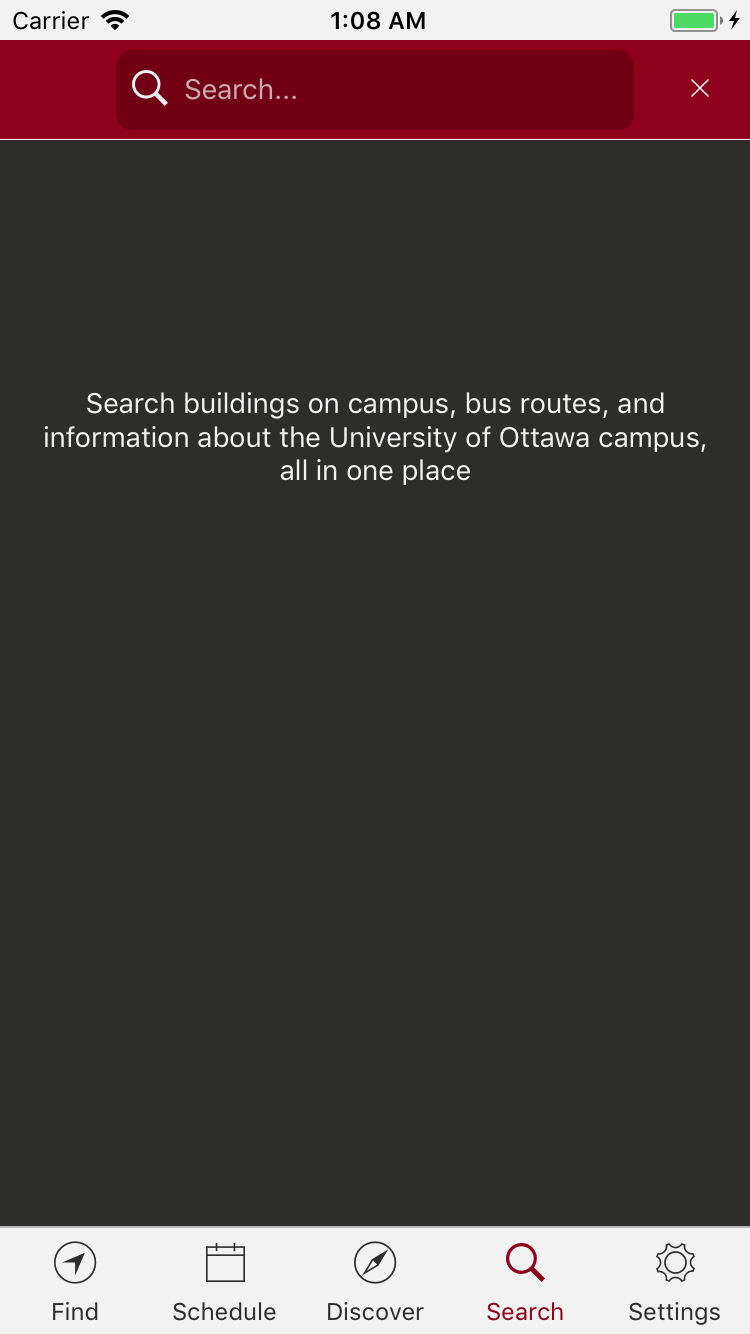 Carrier 1:08 AM
Search...
Search buildings on campus, bus routes, and
information about the University of Ottawa campus,
all in one place
Find Schedule Discover Search Settings